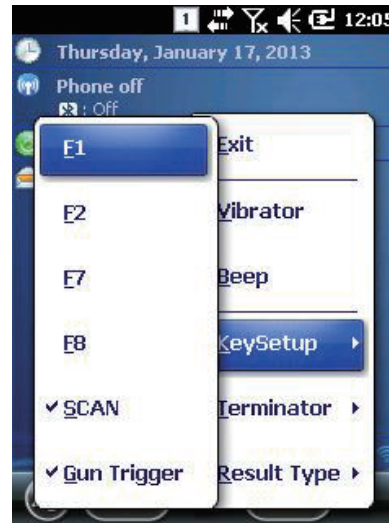 1 12:05
Thursday, January 17, 2013
Phone off
: Off
F1
F2
F7
F8
SCAN
Gun Trigger
Exit
Vibrator
Beep
KeySetup
Terminator
Result Type